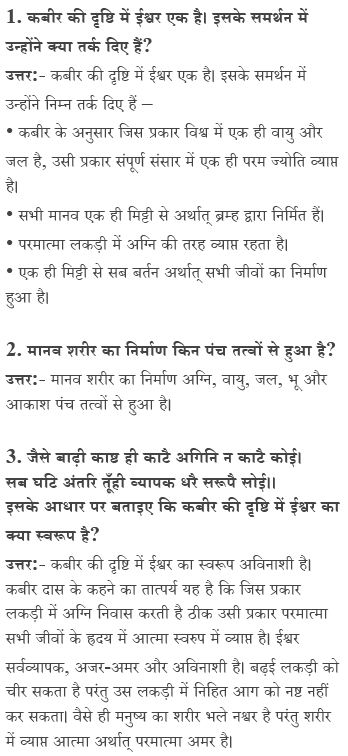 1. कबीर की दृष्टि में ईश्वर एक है। इसके समर्थन में
उन्होंने क्या तर्क दिए हैं?
उत्तर:- कबीर की दृष्टि में ईश्वर एक है। इसके समर्थन में
उन्होंने निम्न तर्क दिए हैं –
• कबीर के अनुसार जिस प्रकार विश्व में एक ही वायु और
जल है, उसी प्रकार संपूर्ण संसार में एक ही परम ज्योति व्याप्त
है।
• सभी मानव एक ही मिट्टी से अर्थात् ब्रम्ह द्वारा निर्मित हैं।
• परमात्मा लकड़ी में अग्नि की तरह व्याप्त रहता है।
• एक ही मिट्टी से सब बर्तन अर्थात् सभी जीवों का निर्माण
हुआ है।
2. मानव शरीर का निर्माण किन पंच तत्वों से हुआ है?
उत्तर:- मानव शरीर का निर्माण अग्नि, वायु, जल, भू और
आकाश पंच तत्वों से हुआ है।
3. जैसे बाढ़ी काष्ट ही काटै अगिनि न काटै कोई।
सब घटि अंतरि तूँही व्यापक धरै सरूपै सोई।।
इसके आधार पर बताइए कि कबीर की दृष्टि में ईश्वर का
क्या स्वरूप है?
उत्तर:- कबीर की दृष्टि में ईश्वर का स्वरूप अविनाशी है।
कबीर दास के कहने का तात्पर्य यह है कि जिस प्रकार
लकड़ी में अग्नि निवास करती है ठीक उसी प्रकार परमात्मा
सभी जीवों के ह्रदय में आत्मा स्वरुप में व्याप्त है। ईश्वर
सर्वव्यापक, अजर-अमर और अविनाशी है। बढ़ई लकड़ी को
चीर सकता है परंतु उस लकड़ी में निहित आग को नष्ट नहीं
कर सकता। वैसे ही मनुष्य का शरीर भले नश्वर है परंतु शरीर
में व्याप्त आत्मा अर्थात् परमात्मा अमर है।